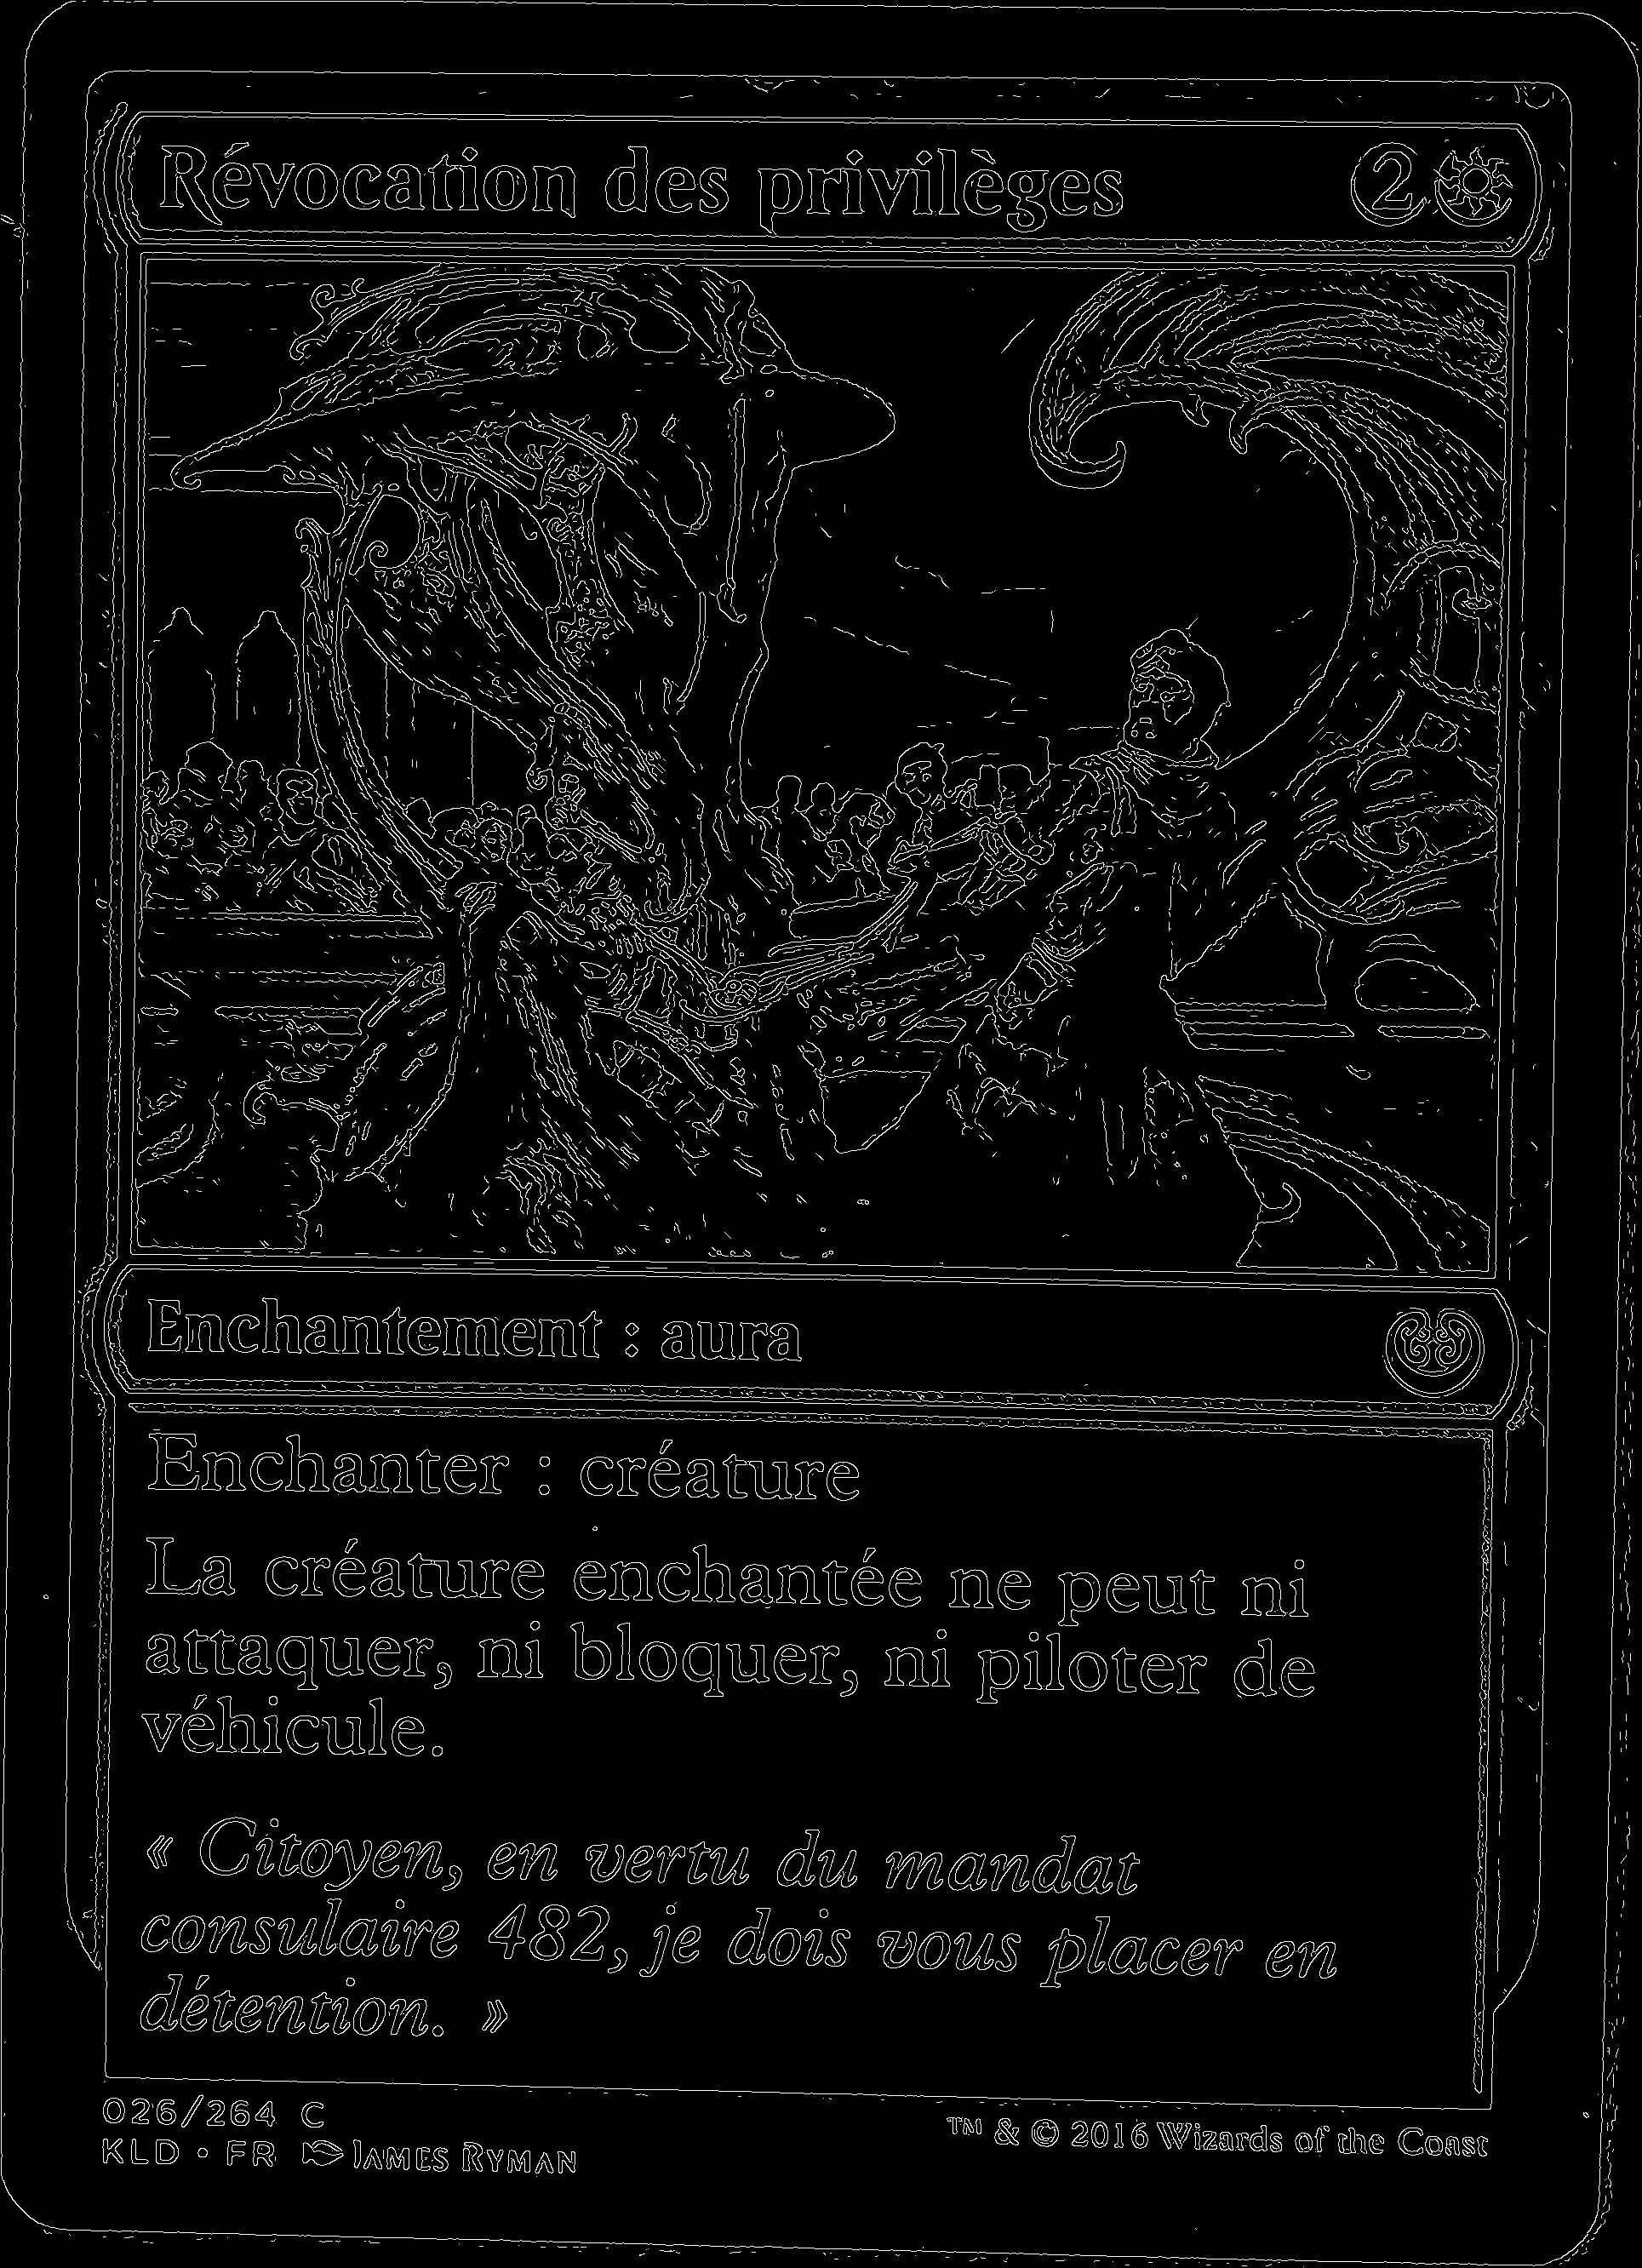 Révocation des privilèges 2
Enchantement : aura
Enchanter : créature
La créature enchantée ne peut ni
attaquer, ni bloquer, ni piloter de
véhicule.
« Citoyen, en vertu du mandat
consulaire 482, je dois vous placer en
détention. »
026/264 C
KLD • FR James Ryman
™ & © 2016 Wizards of the Coast